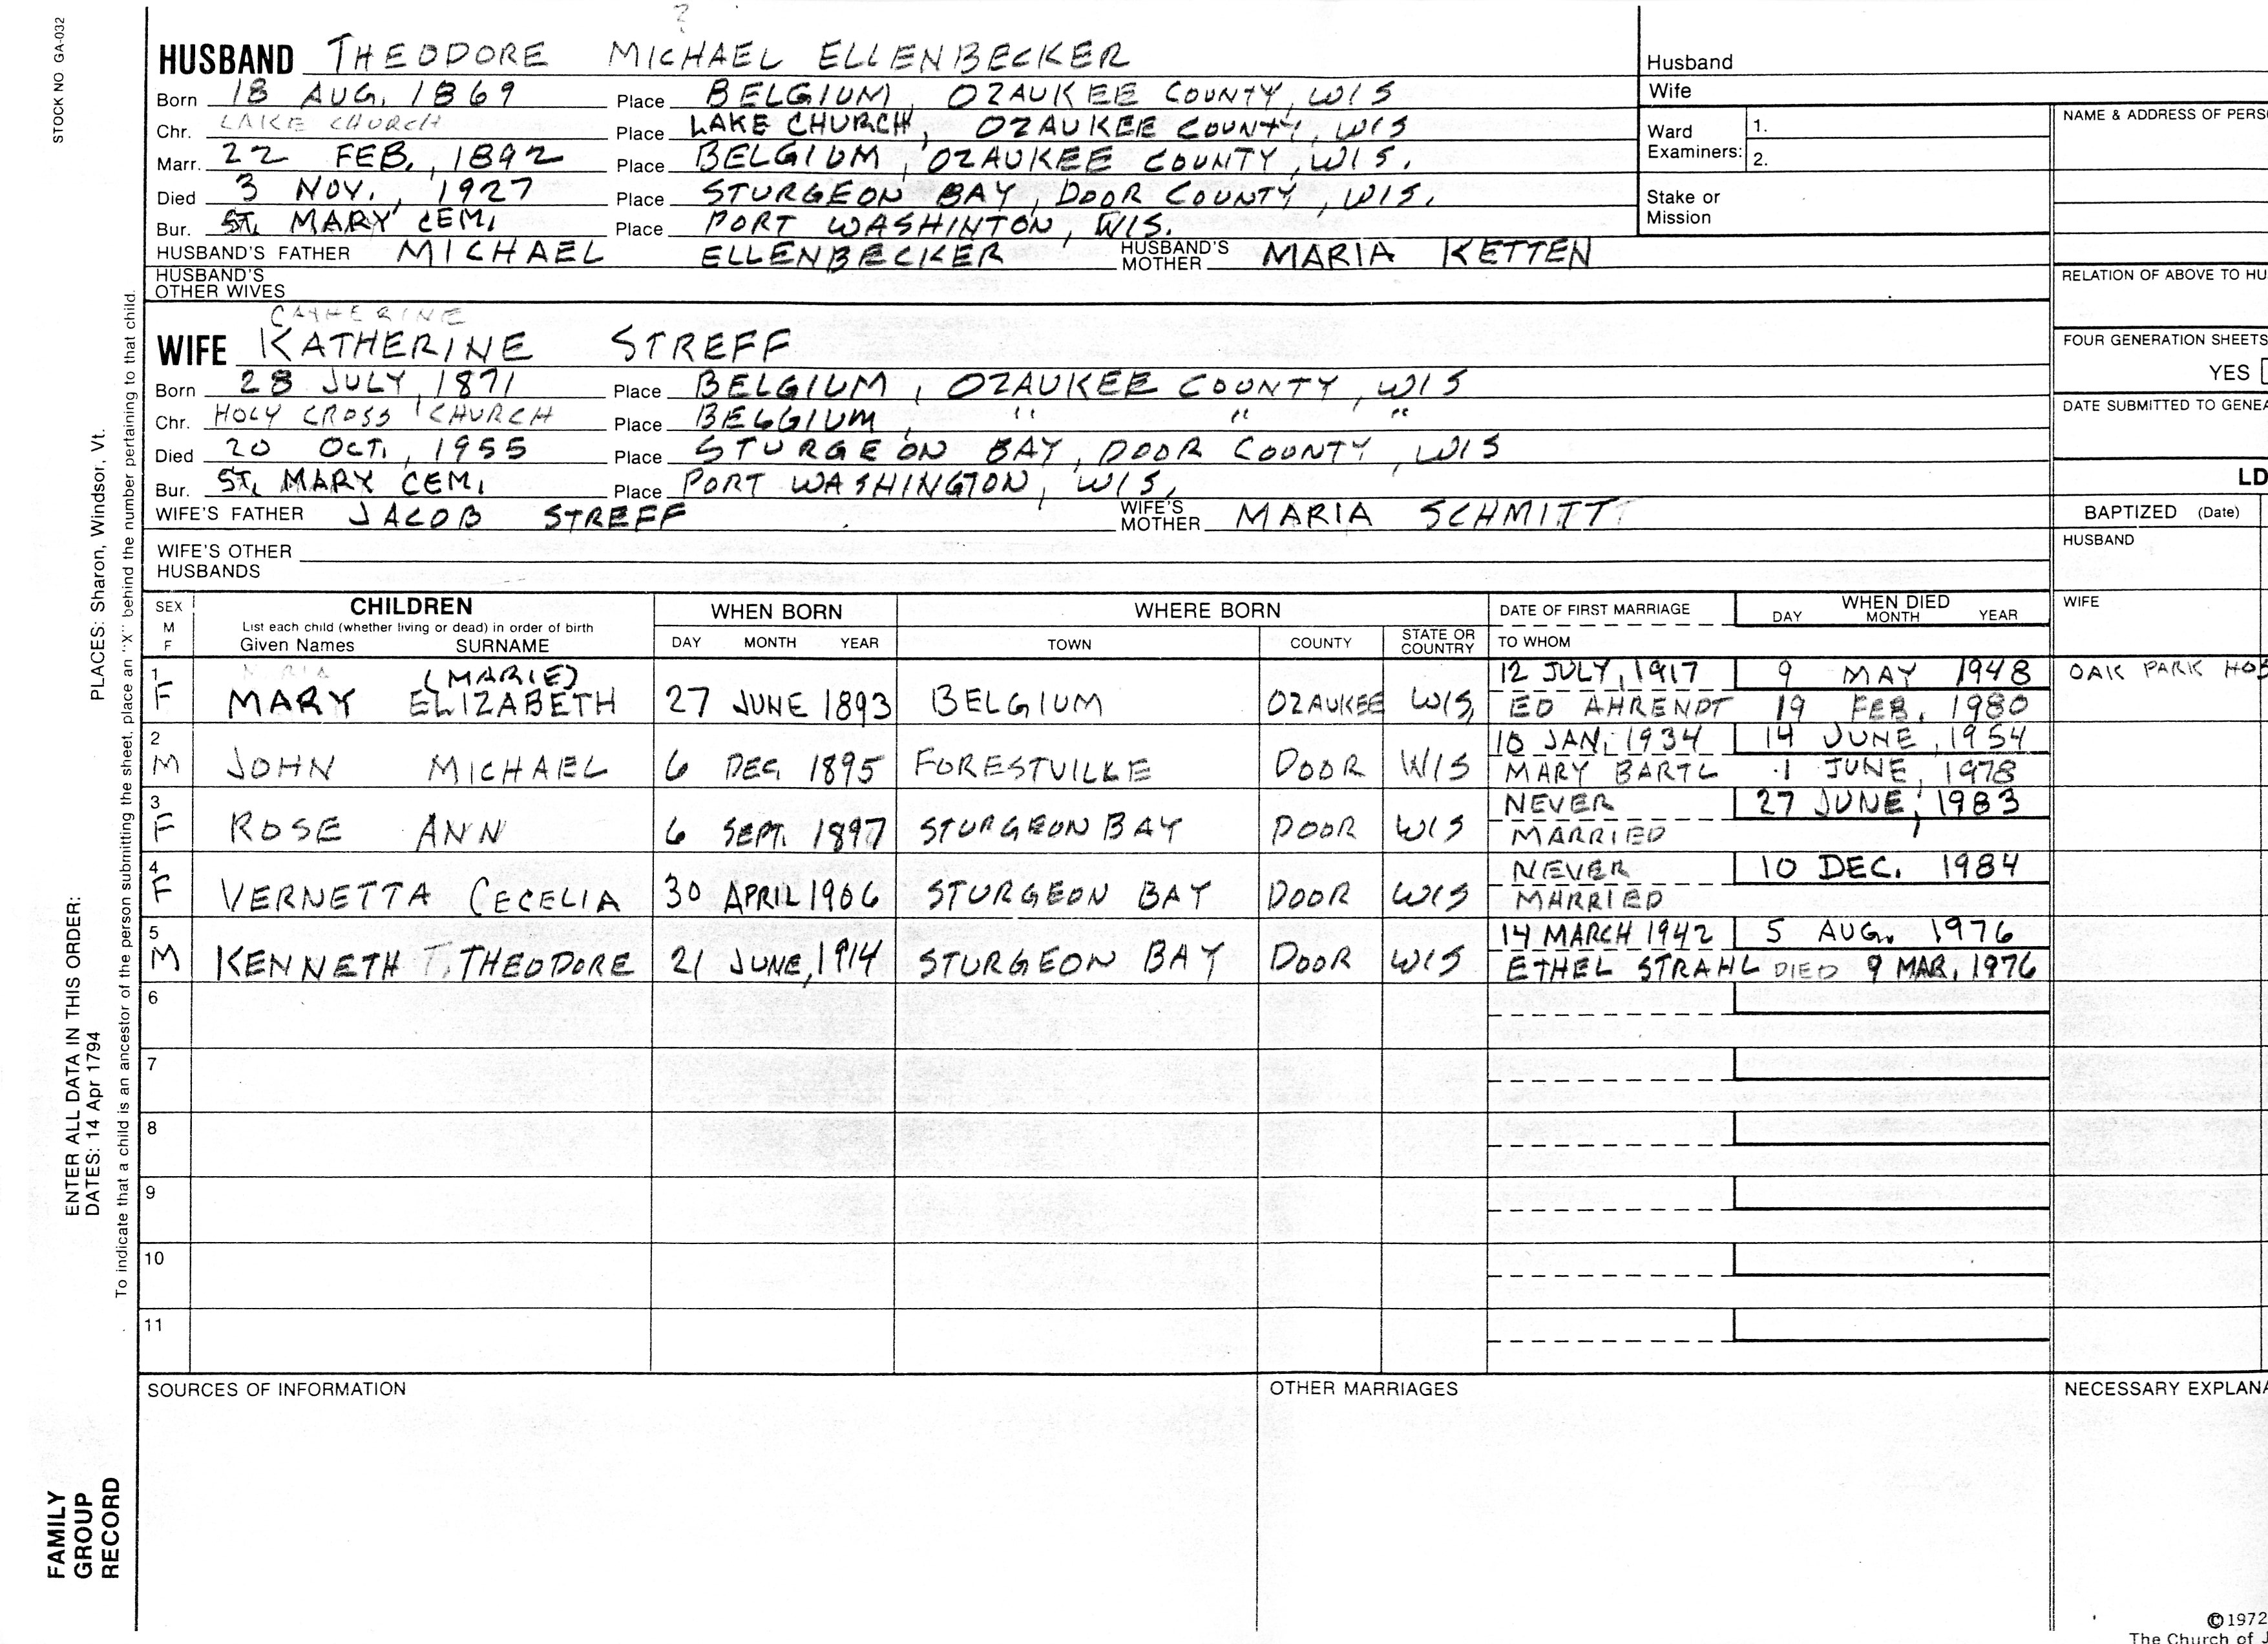 STOCK NO GA-032
?
HUSBAND THEODORE MICHAEL ELLENBECKER
Born 18 AUG. 1869 Place BELGIUM, OZAUKEE COUNTY, WIS
Chr. LAKE CHURCH Place LAKE CHURCH, OZAUKEE COUNTY, WIS
Marr. 22 FEB., 1892 Place BELGIUM, OZAUKEE COUNTY, WIS.
Died 3 NOV., 1927 Place STURGEON BAY, DOOR COUNTY, WIS.
Bur. ST. MARY CEM. Place PORT WASHINTON, WIS.
HUSBAND'S FATHER MICHAEL ELLENBECKER HUSBAND'S MOTHER MARIA KETTEN
HUSBAND'S OTHER WIVES
Husband
Wife
Ward Examiners: 1.
2.
Stake or Mission
NAME & ADDRESS OF PERS
RELATION OF ABOVE TO HU
FOUR GENERATION SHEETS
YES
DATE SUBMITTED TO GENEA
LD
BAPTIZED (Date)
HUSBAND
WIFE
CATHERINE
WIFE KATHERINE STREFF
Born 28 JULY, 1871 Place BELGIUM, OZAUKEE COUNTY, WIS
Chr. HOLY CROSS CHURCH Place BELGIUM, " " "
Died 20 OCT., 1955 Place STURGEON BAY, DOOR COUNTY, WIS
Bur. ST. MARY CEM. Place PORT WASHINGTON, WIS.
WIFE'S FATHER JACOB STREFF WIFE'S MOTHER MARIA SCHMITT
WIFE'S OTHER HUSBANDS
SEX M F
CHILDREN
List each child (whether living or dead) in order of birth
Given Names SURNAME
WHEN BORN
DAY MONTH YEAR
WHERE BORN
TOWN COUNTY STATE OR COUNTRY
DATE OF FIRST MARRIAGE
TO WHOM
WHEN DIED
DAY MONTH YEAR
MARIA (MARIE) 12 JULY, 1917 9 MAY 1948 OAK PARK HOS
1 F MARY ELIZABETH 27 JUNE 1893 BELGIUM OZAUKEE WIS, ED AHRENDT 19 FEB. 1980
10 JAN. 1934 14 JUNE, 1954
2 M JOHN MICHAEL 6 DEC. 1895 FORESTVILKE DOOR WIS MARY BARTL 1 JUNE, 1978
NEVER 27 JUNE, 1983
3 F ROSE ANN 6 SEPT. 1897 STURGEON BAY DOOR WIS MARRIED
NEVER 10 DEC. 1984
4 F VERNETTA CECELIA 30 APRIL 1906 STURGEON BAY DOOR WIS MARRIED
14 MARCH 1942 5 AUG. 1976
5 M KENNETH T. THEODORE 21 JUNE, 1914 STURGEON BAY DOOR WIS ETHEL STRAHL DIED 9 MAR, 1976
6
7
8
9
10
11
SOURCES OF INFORMATION
OTHER MARRIAGES
NECESSARY EXPLANA
©1972
The Church of J
PLACES: Sharon, Windsor, Vt.
To indicate that a child is an ancestor of the person submitting the sheet, place an "X" behind the number pertaining to that child.
ENTER ALL DATA IN THIS ORDER:
DATES: 14 Apr 1794
FAMILY
GROUP
RECORD